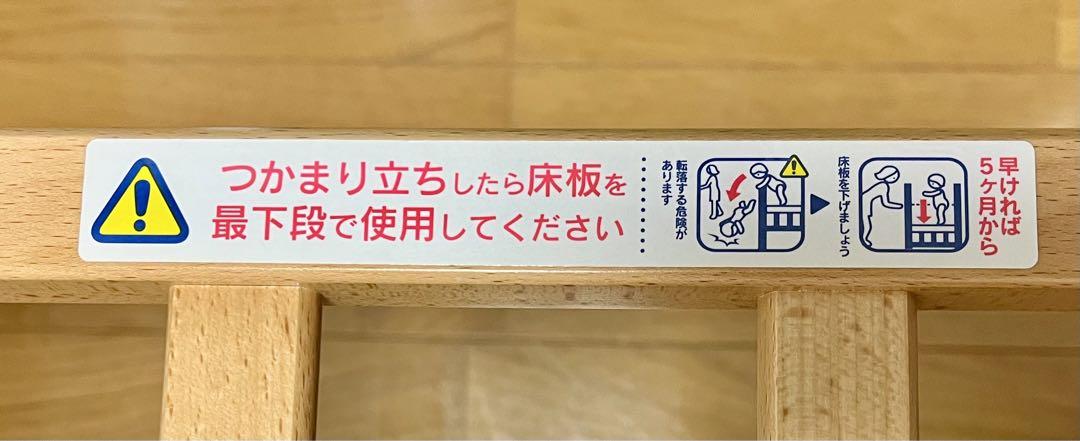 つかまり立ちしたら床板を
最下段で使用してください
転落する危険が
あります
床板を下げましょう
早ければ
5ヶ月から